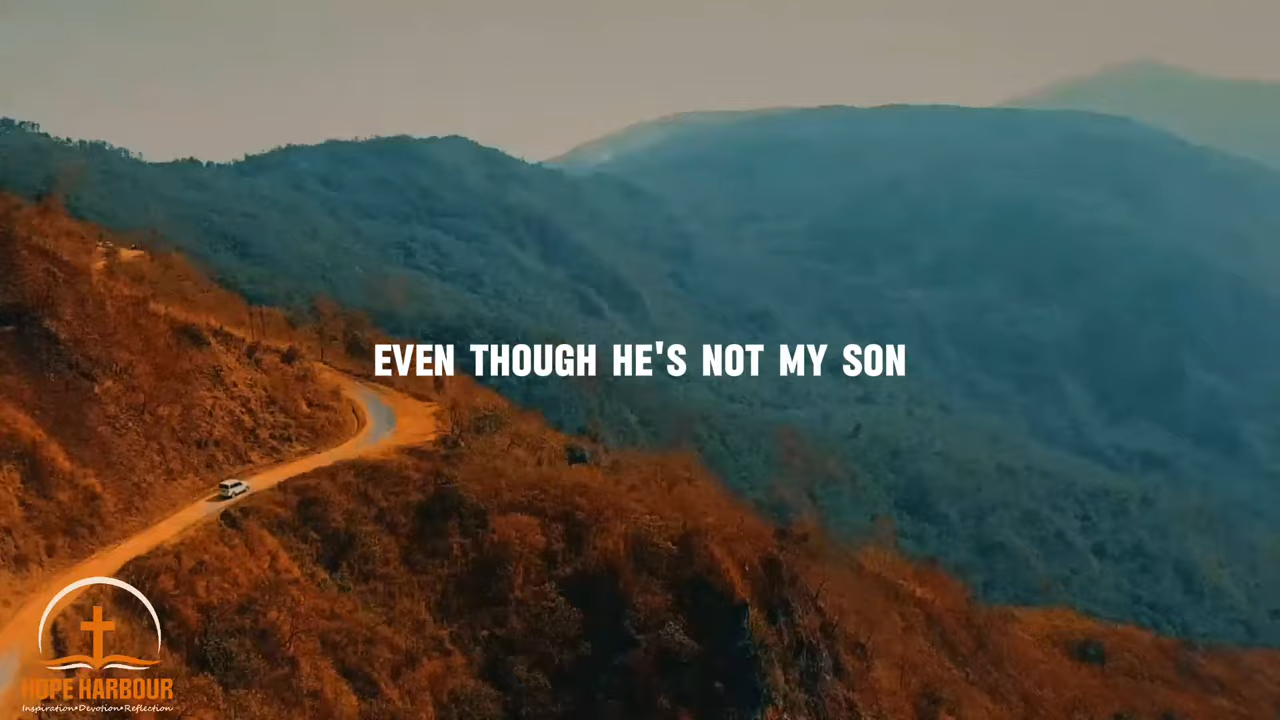 EVEN THOUGH HE'S NOT MY SON
HOPE HARBOUR
Inspiration•Devotion•Reflection